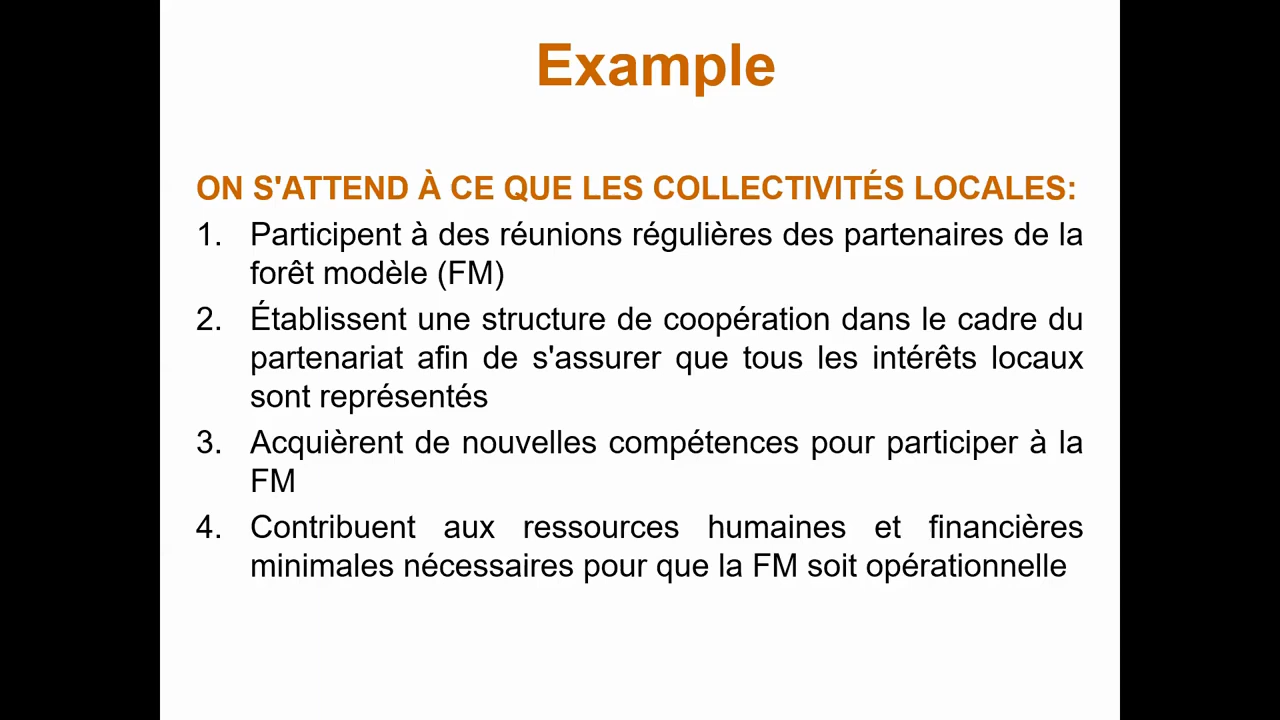 Example
ON S'ATTEND À CE QUE LES COLLECTIVITÉS LOCALES:
1. Participent à des réunions régulières des partenaires de la
forêt modèle (FM)
2. Établissent une structure de coopération dans le cadre du
partenariat afin de s'assurer que tous les intérêts locaux
sont représentés
3. Acquièrent de nouvelles compétences pour participer à la
FM
4. Contribuent aux ressources humaines et financières
minimales nécessaires pour que la FM soit opérationnelle